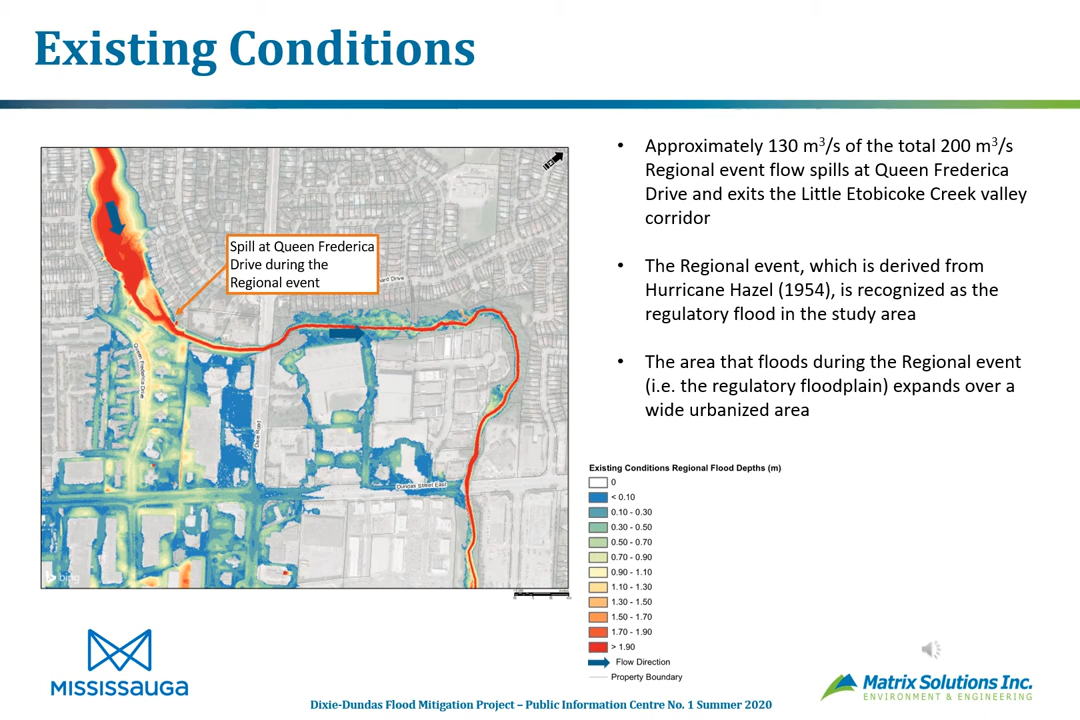 Existing Conditions
Spill at Queen Frederica
Drive during the
Regional event
Queen Frederica Drive
Dixie Road
Dundas Street East
bing
• Approximately 130 m³/s of the total 200 m³/s
Regional event flow spills at Queen Frederica
Drive and exits the Little Etobicoke Creek valley
corridor
• The Regional event, which is derived from
Hurricane Hazel (1954), is recognized as the
regulatory flood in the study area
• The area that floods during the Regional event
(i.e. the regulatory floodplain) expands over a
wide urbanized area
Existing Conditions Regional Flood Depths (m)
0
< 0.10
0.10 - 0.30
0.30 - 0.50
0.50 - 0.70
0.70 - 0.90
0.90 - 1.10
1.10 - 1.30
1.30 - 1.50
1.50 - 1.70
1.70 - 1.90
> 1.90
Flow Direction
Property Boundary
MISSISSAUGA
Matrix Solutions Inc.
ENVIRONMENT & ENGINEERING
Dixie-Dundas Flood Mitigation Project – Public Information Centre No. 1 Summer 2020